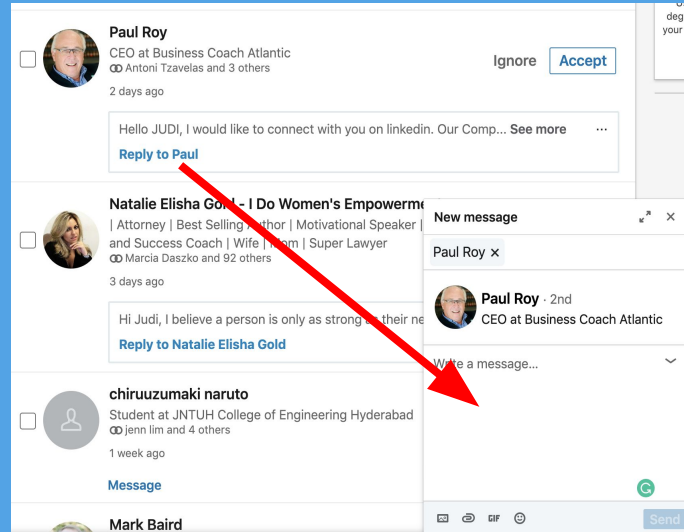 deg
your
Paul Roy
CEO at Business Coach Atlantic
Antoni Tzavelas and 3 others
2 days ago
Ignore Accept
Hello JUDI, I would like to connect with you on linkedin. Our Comp... See more ...
Reply to Paul
Natalie Elisha Gold - I Do Women's Empowerme
| Attorney | Best Selling Author | Motivational Speaker |
and Success Coach | Wife | Mom | Super Lawyer
Marcia Daszko and 92 others
3 days ago
Hi Judi, I believe a person is only as strong as their ne
Reply to Natalie Elisha Gold
chiruuzumaki naruto
Student at JNTUH College of Engineering Hyderabad
jenn lim and 4 others
1 week ago
Message
Mark Baird
New message
Paul Roy ×
Paul Roy · 2nd
CEO at Business Coach Atlantic
Write a message...
GIF
Send